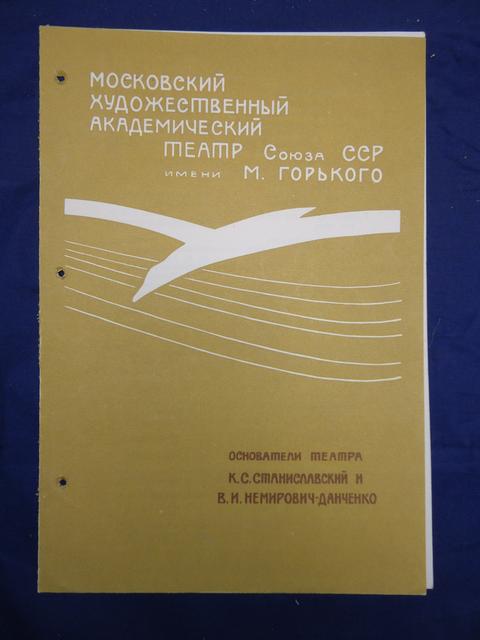 МОСКОВСКИЙ
ХУДОЖЕСТВЕННЫЙ
АКАДЕМИЧЕСКИЙ
ТЕАТР Союза ССР
ИМЕНИ М. ГОРЬКОГО
ОСНОВАТЕЛИ ТЕАТРА
К.С.СТАНИСЛАВСКИЙ И
В.И.НЕМИРОВИЧ-ДАНЧЕНКО